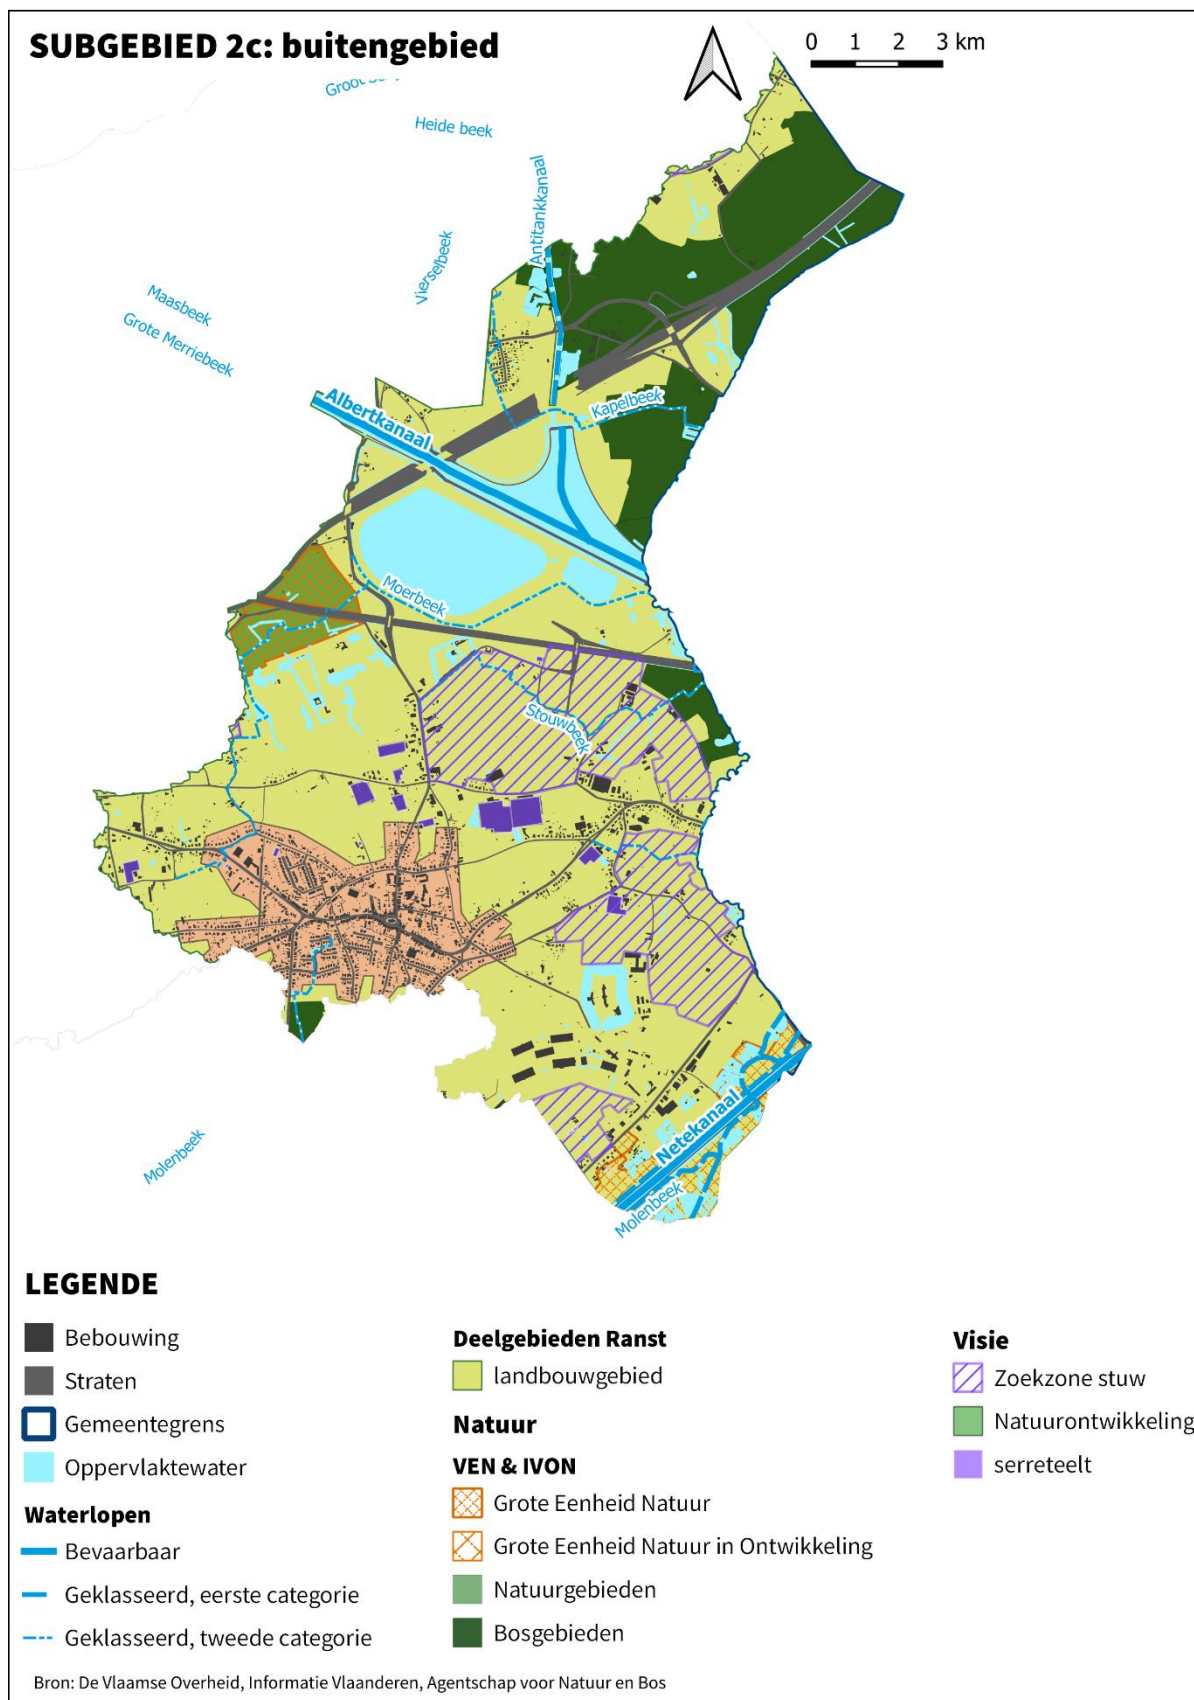 SUBGEBIED 2c: buitengebied
0 1 2 3 km
Heide beek
Antitankkanaal
Vierselbeek
Maasbeek
Grote Merriebeek
Albertkanaal
Kapelbeek
Moerbeek
Stouwbeek
Netekanaal
Molenbeek
Molenbeek
LEGENDE
Bebouwing
Straten
Gemeentegrens
Oppervlaktewater
Waterlopen
Bevaarbaar
Geklasseerd, eerste categorie
Geklasseerd, tweede categorie
Deelgebieden Ranst
landbouwgebied
Natuur
VEN & IVON
Grote Eenheid Natuur
Grote Eenheid Natuur in Ontwikkeling
Natuurgebieden
Bosgebieden
Visie
Zoekzone stuw
Natuurontwikkeling
serreteelt
Bron: De Vlaamse Overheid, Informatie Vlaanderen, Agentschap voor Natuur en Bos